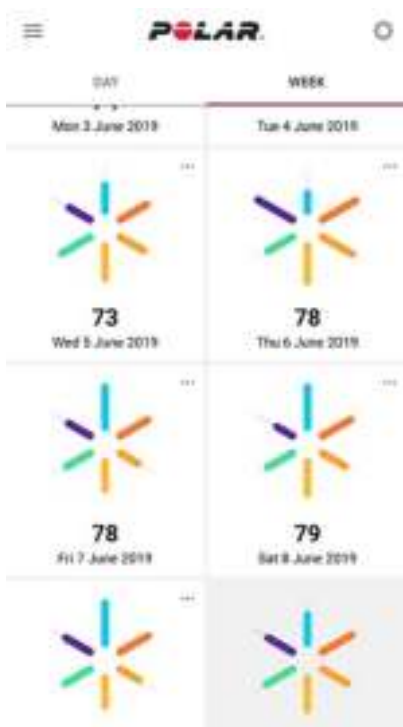 POLAR
DAY WEEK
Mon 3 June 2019 Tue 4 June 2019
73 78
Wed 5 June 2019 Thu 6 June 2019
78 79
Fri 7 June 2019 Sat 8 June 2019